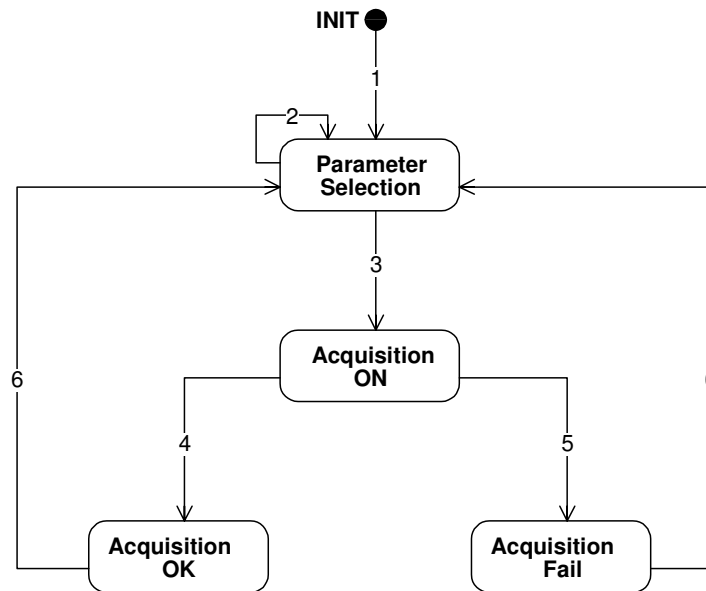 INIT
1
2
Parameter
Selection
3
Acquisition
ON
6
4
5
Acquisition
OK
Acquisition
Fail